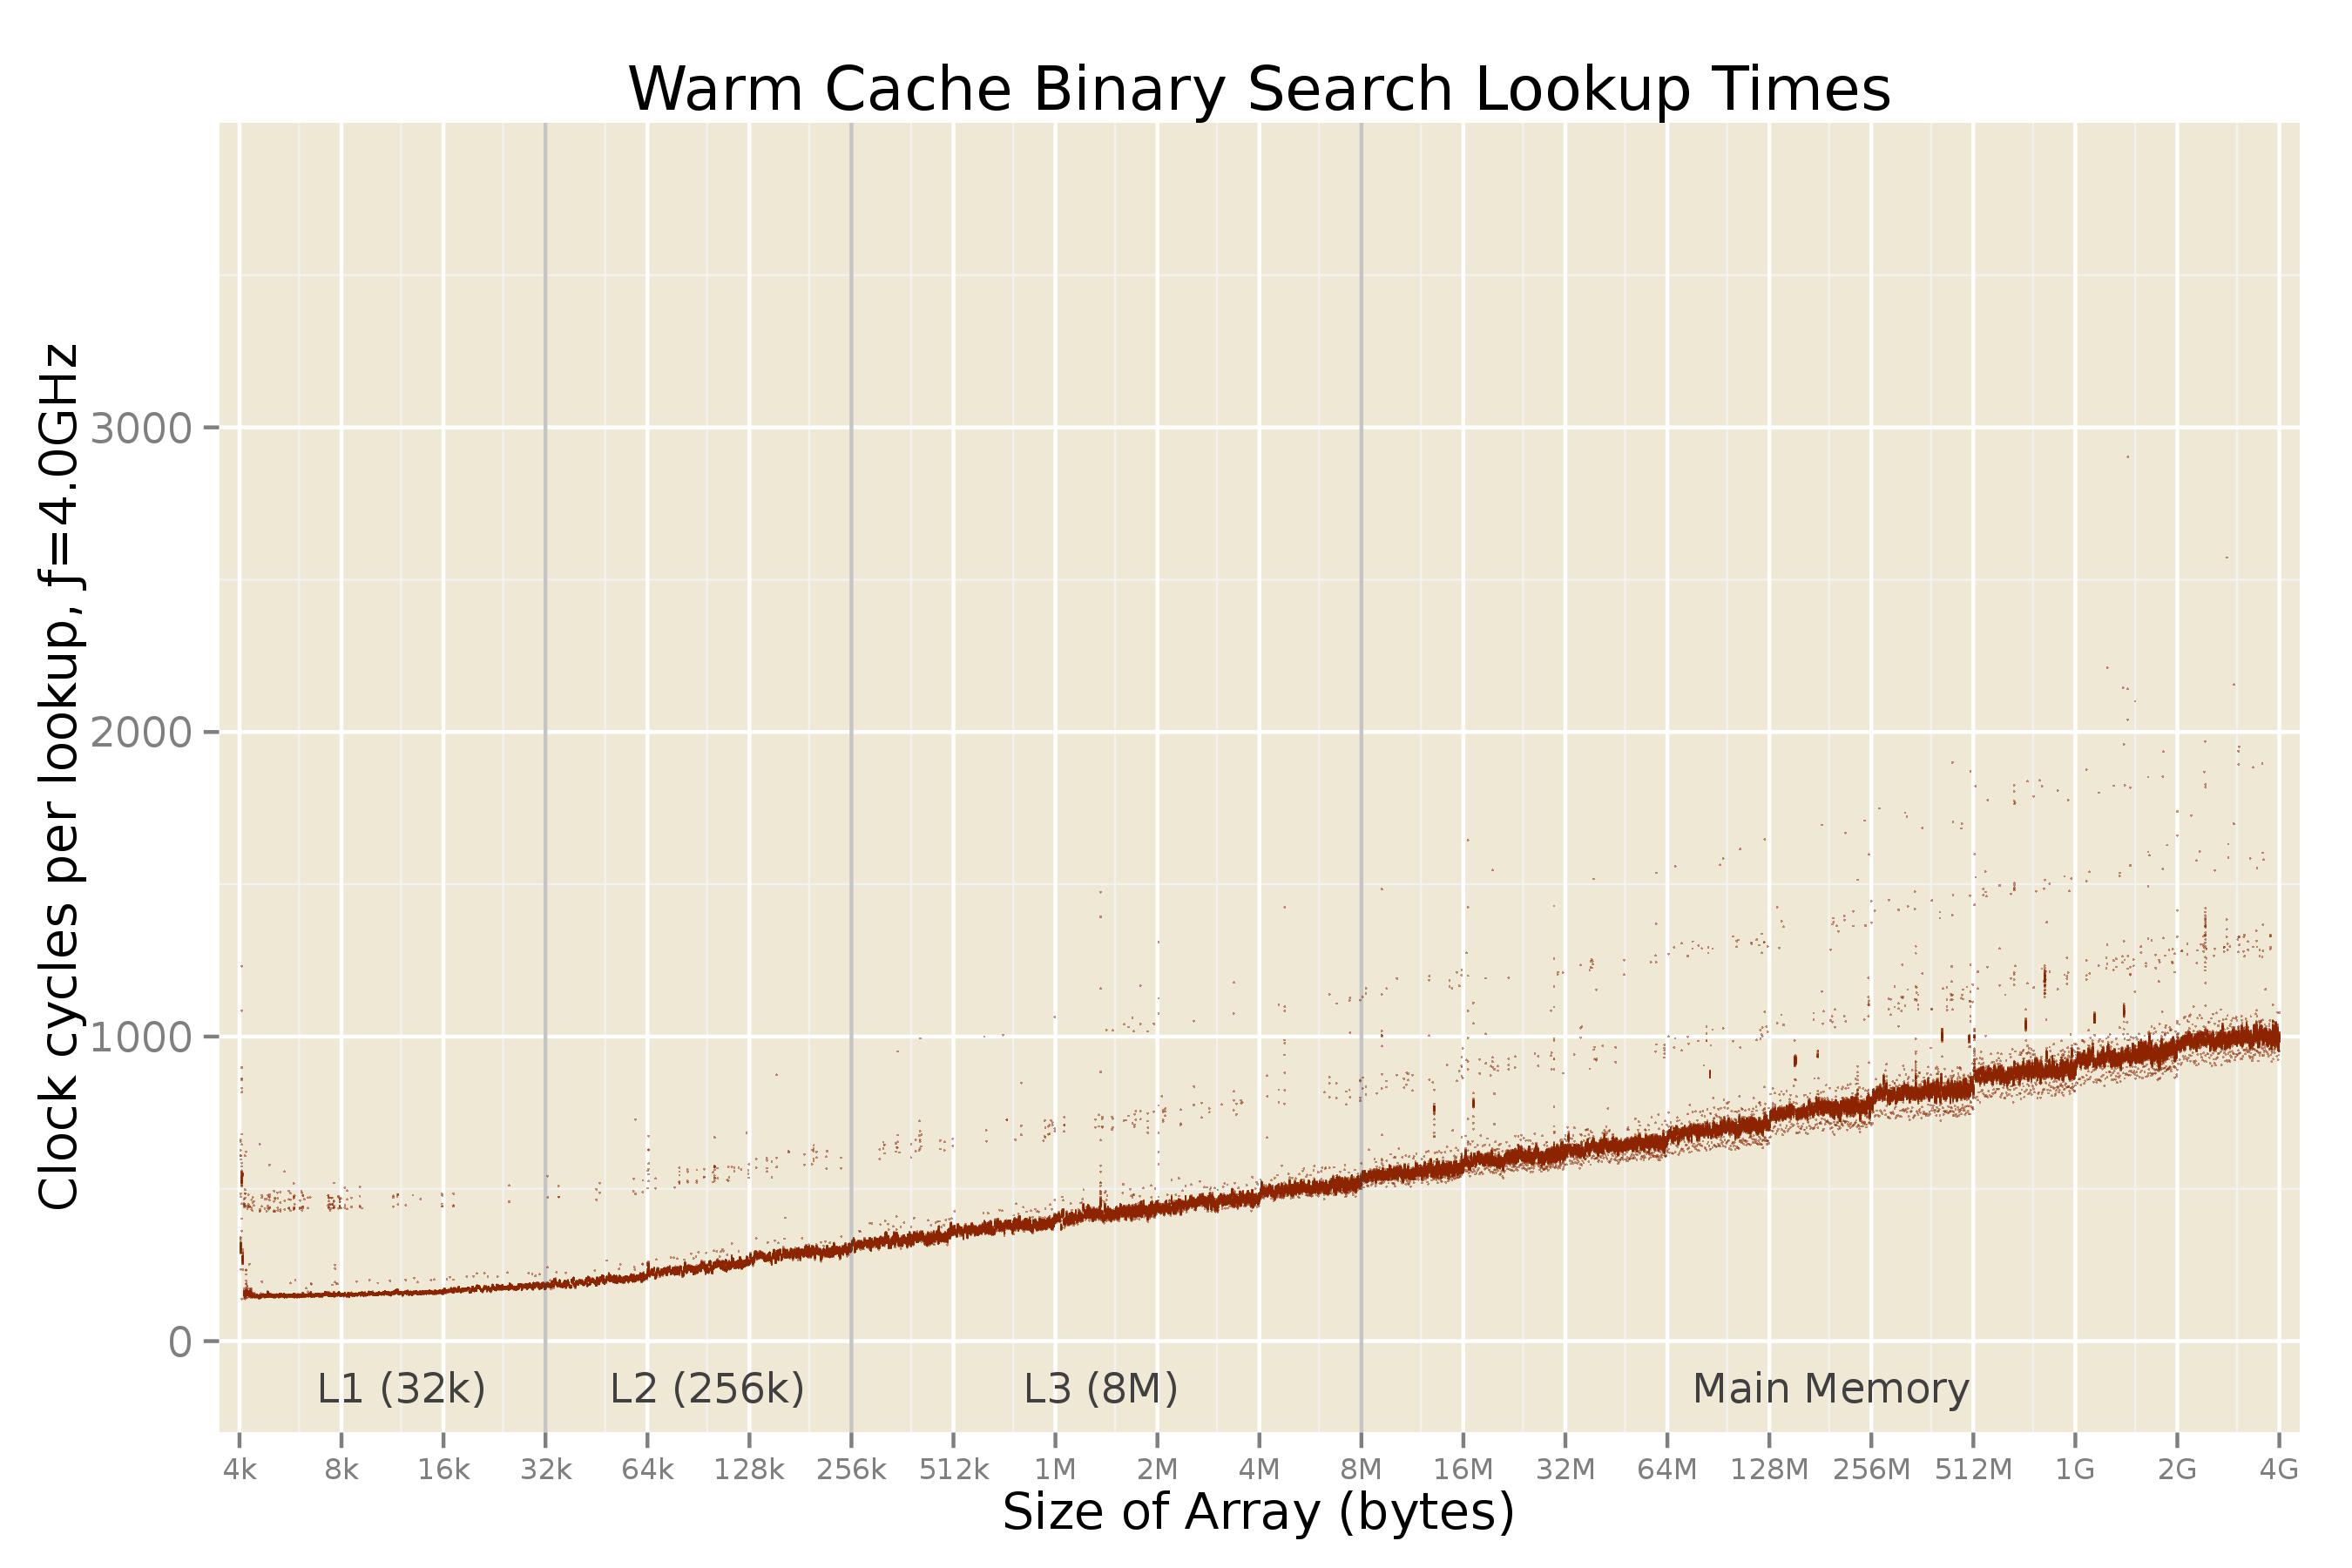 Warm Cache Binary Search Lookup Times
Clock cycles per lookup, ƒ=4.0GHz
3000
2000
1000
0
L1 (32k) L2 (256k) L3 (8M) Main Memory
4k 8k 16k 32k 64k 128k 256k 512k 1M 2M 4M 8M 16M 32M 64M 128M 256M 512M 1G 2G 4G
Size of Array (bytes)